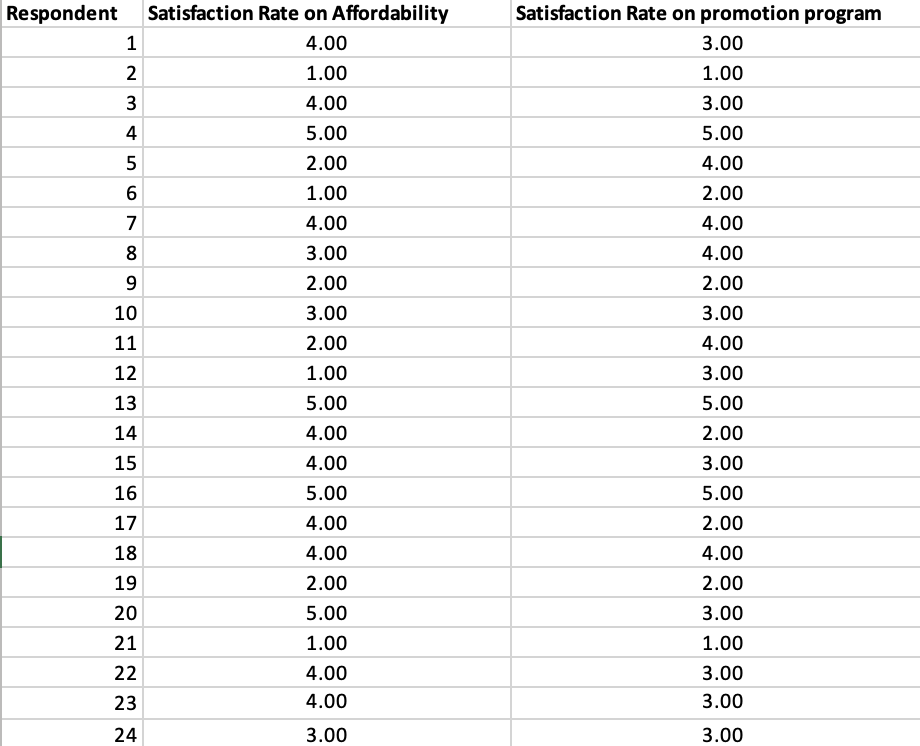 Respondent Satisfaction Rate on Affordability Satisfaction Rate on promotion program
1 4.00 3.00
2 1.00 1.00
3 4.00 3.00
4 5.00 5.00
5 2.00 4.00
6 1.00 2.00
7 4.00 4.00
8 3.00 4.00
9 2.00 2.00
10 3.00 3.00
11 2.00 4.00
12 1.00 3.00
13 5.00 5.00
14 4.00 2.00
15 4.00 3.00
16 5.00 5.00
17 4.00 2.00
18 4.00 4.00
19 2.00 2.00
20 5.00 3.00
21 1.00 1.00
22 4.00 3.00
23 4.00 3.00
24 3.00 3.00